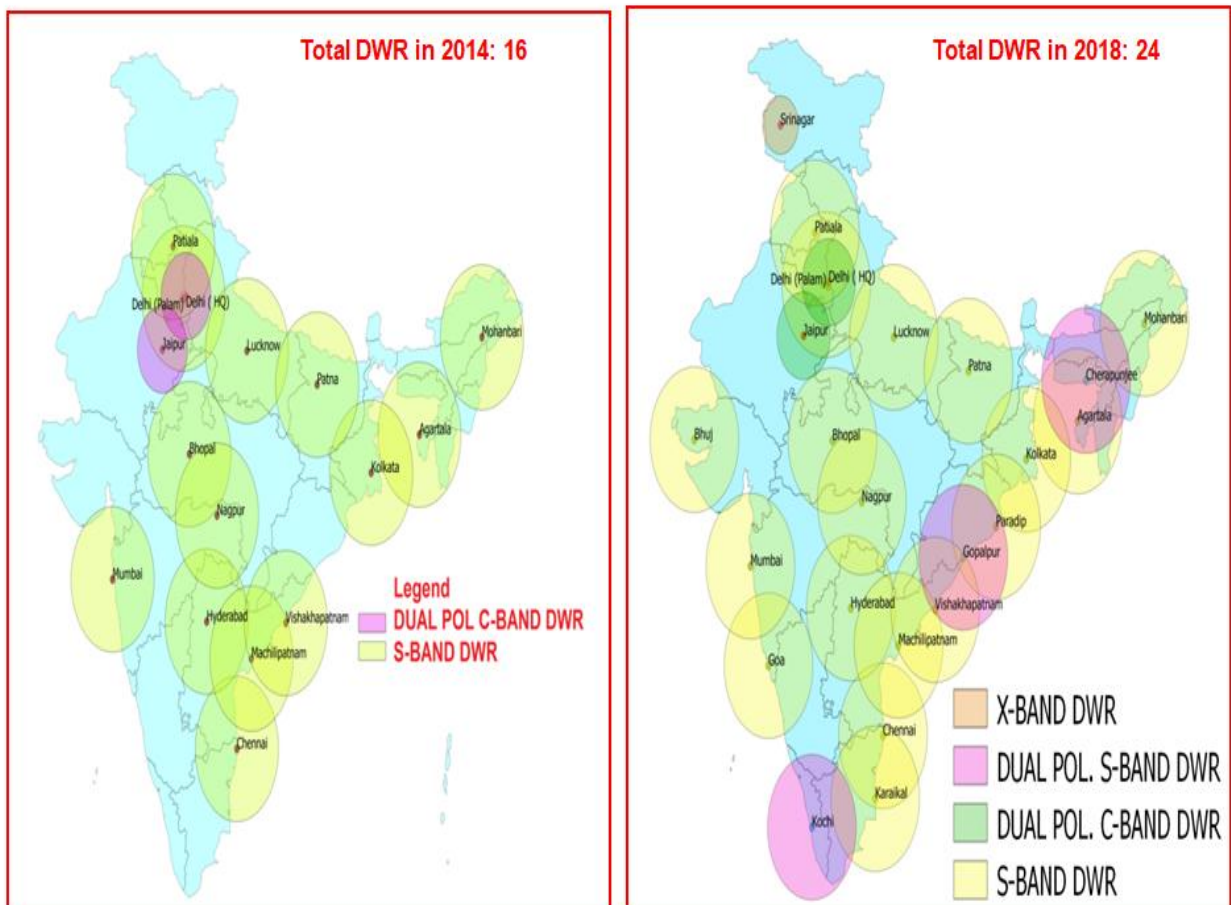 Total DWR in 2014: 16
Patiala
Delhi (Palam)
Delhi ( HQ)
Jaipur
Lucknow
Mohanbari
Patna
Agartala
Bhopal
Kolkata
Nagpur
Mumbai
Hyderabad
Vishakhapatnam
Machilipatnam
Chennai
Legend
DUAL POL C-BAND DWR
S-BAND DWR
Total DWR in 2018: 24
Srinagar
Patiala
Delhi (Palam)
Delhi ( HQ)
Jaipur
Lucknow
Mohanbari
Patna
Cherapunjee
Agartala
Bhuj
Bhopal
Kolkata
Nagpur
Paradip
Gopalpur
Mumbai
Hyderabad
Vishakhapatnam
Machilipatnam
Goa
Chennai
Karaikal
Kochi
X-BAND DWR
DUAL POL. S-BAND DWR
DUAL POL. C-BAND DWR
S-BAND DWR